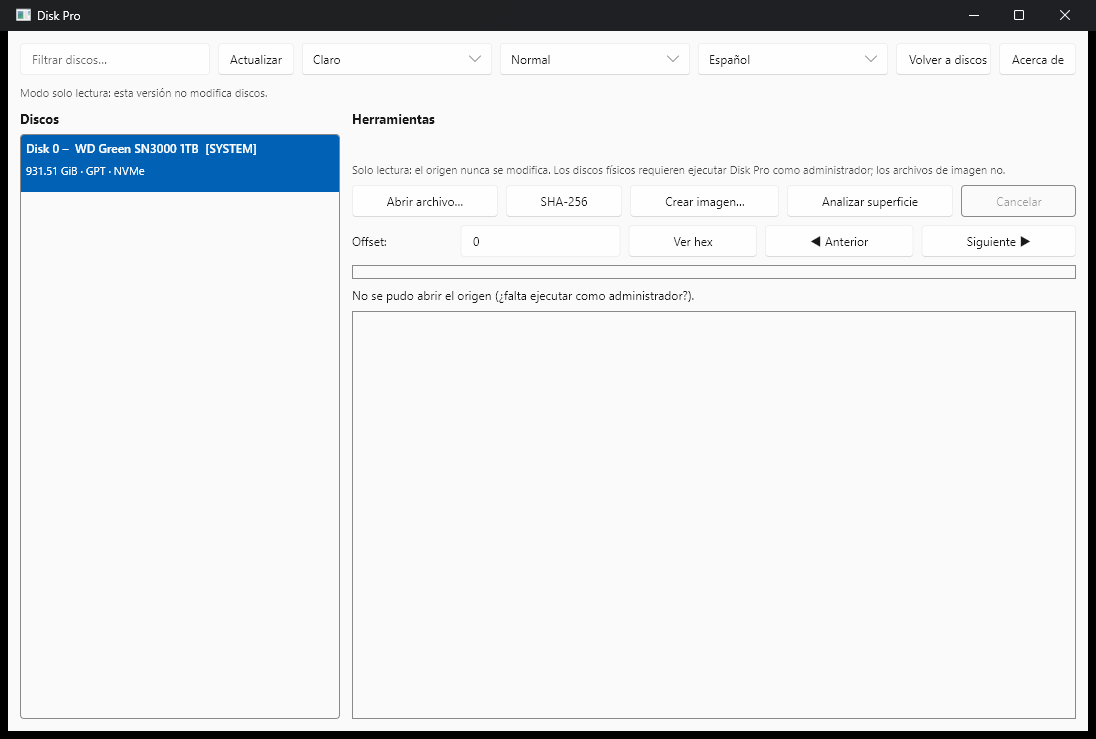 Disk Pro
Filtrar discos... Actualizar Claro Normal Español Volver a discos Acerca de
Modo solo lectura: esta versión no modifica discos.
Discos
Disk 0 – WD Green SN3000 1TB [SYSTEM]
931.51 GiB · GPT · NVMe
Herramientas
Solo lectura: el origen nunca se modifica. Los discos físicos requieren ejecutar Disk Pro como administrador; los archivos de imagen no.
Abrir archivo... SHA-256 Crear imagen... Analizar superficie Cancelar
Offset: 0 Ver hex ◀ Anterior Siguiente ▶
No se pudo abrir el origen (¿falta ejecutar como administrador?).